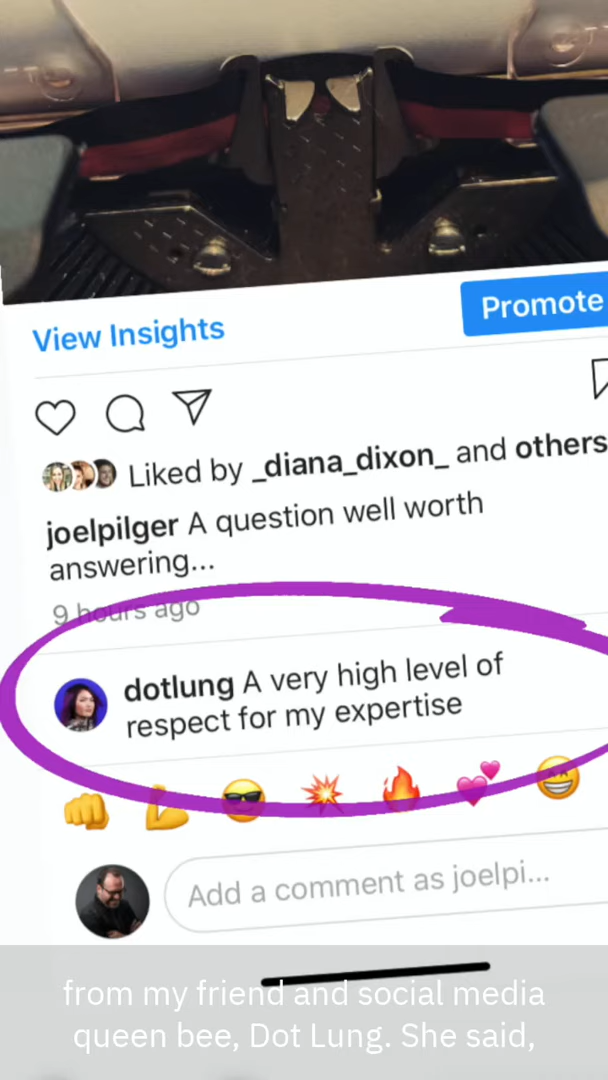 View Insights
Promote
Liked by _diana_dixon_ and others
joelpilger A question well worth
answering...
9 hours ago
dotlung A very high level of
respect for my expertise
Add a comment as joelpi...
from my friend and social media
queen bee, Dot Lung. She said,